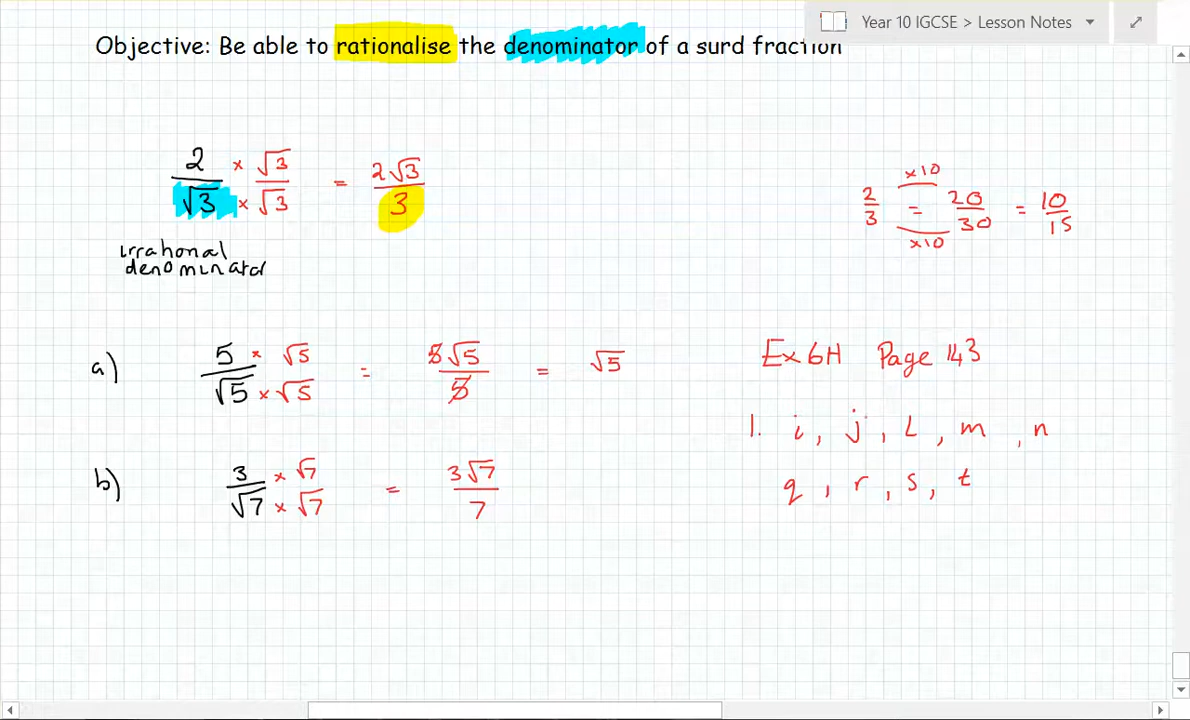 Year 10 IGCSE > Lesson Notes
Objective: Be able to rationalise the denominator of a surd fraction
2/√3 × √3/√3 = 2√3/3
irrational
denominator
×10
2/3 = 20/30 = 10/15
×10
a) 5/√5 × √5/√5 = 5√5/5 = √5
Ex 6H Page 143
1. i, j, L, m, n
q, r, s, t
b) 3/√7 × √7/√7 = 3√7/7